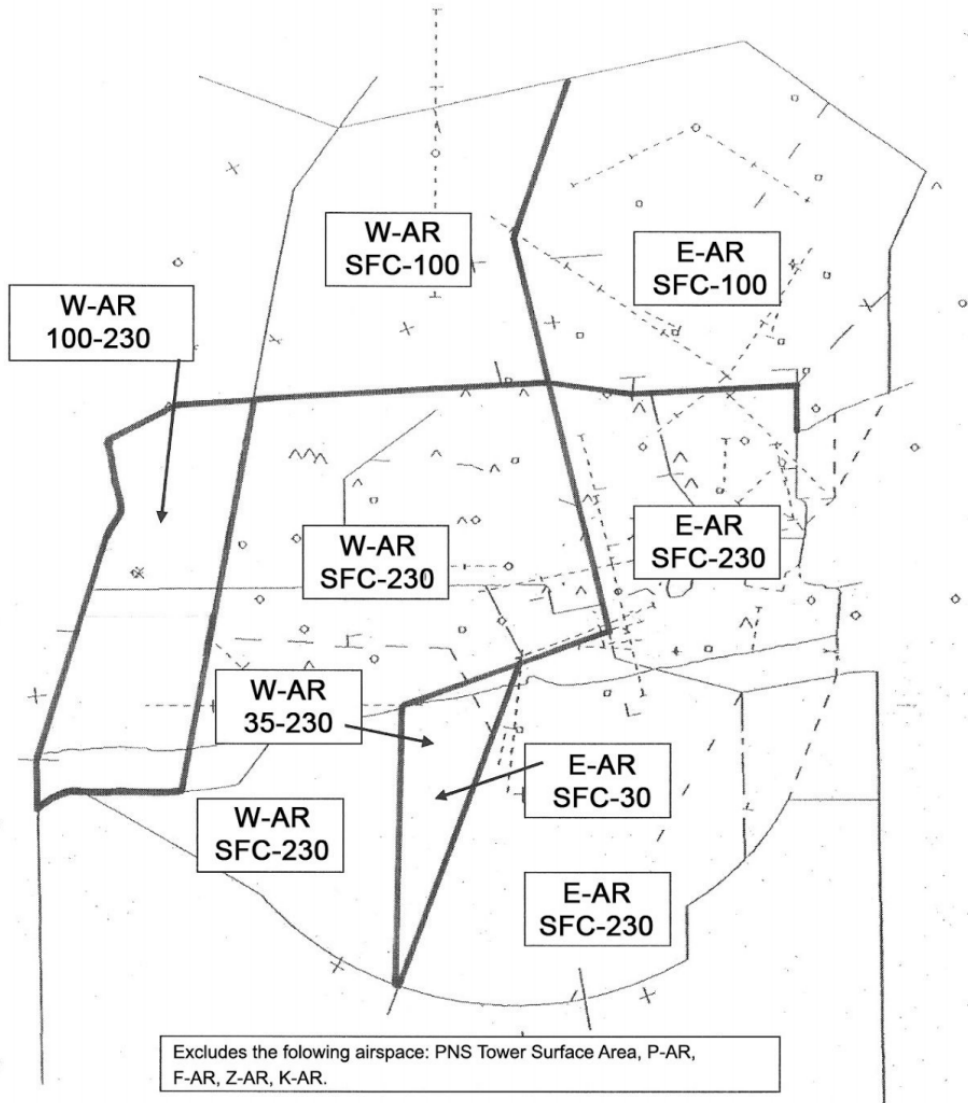 W-AR
SFC-100
E-AR
SFC-100
W-AR
100-230
W-AR
SFC-230
E-AR
SFC-230
W-AR
35-230
E-AR
SFC-30
W-AR
SFC-230
E-AR
SFC-230
Excludes the folowing airspace: PNS Tower Surface Area, P-AR,
F-AR, Z-AR, K-AR.